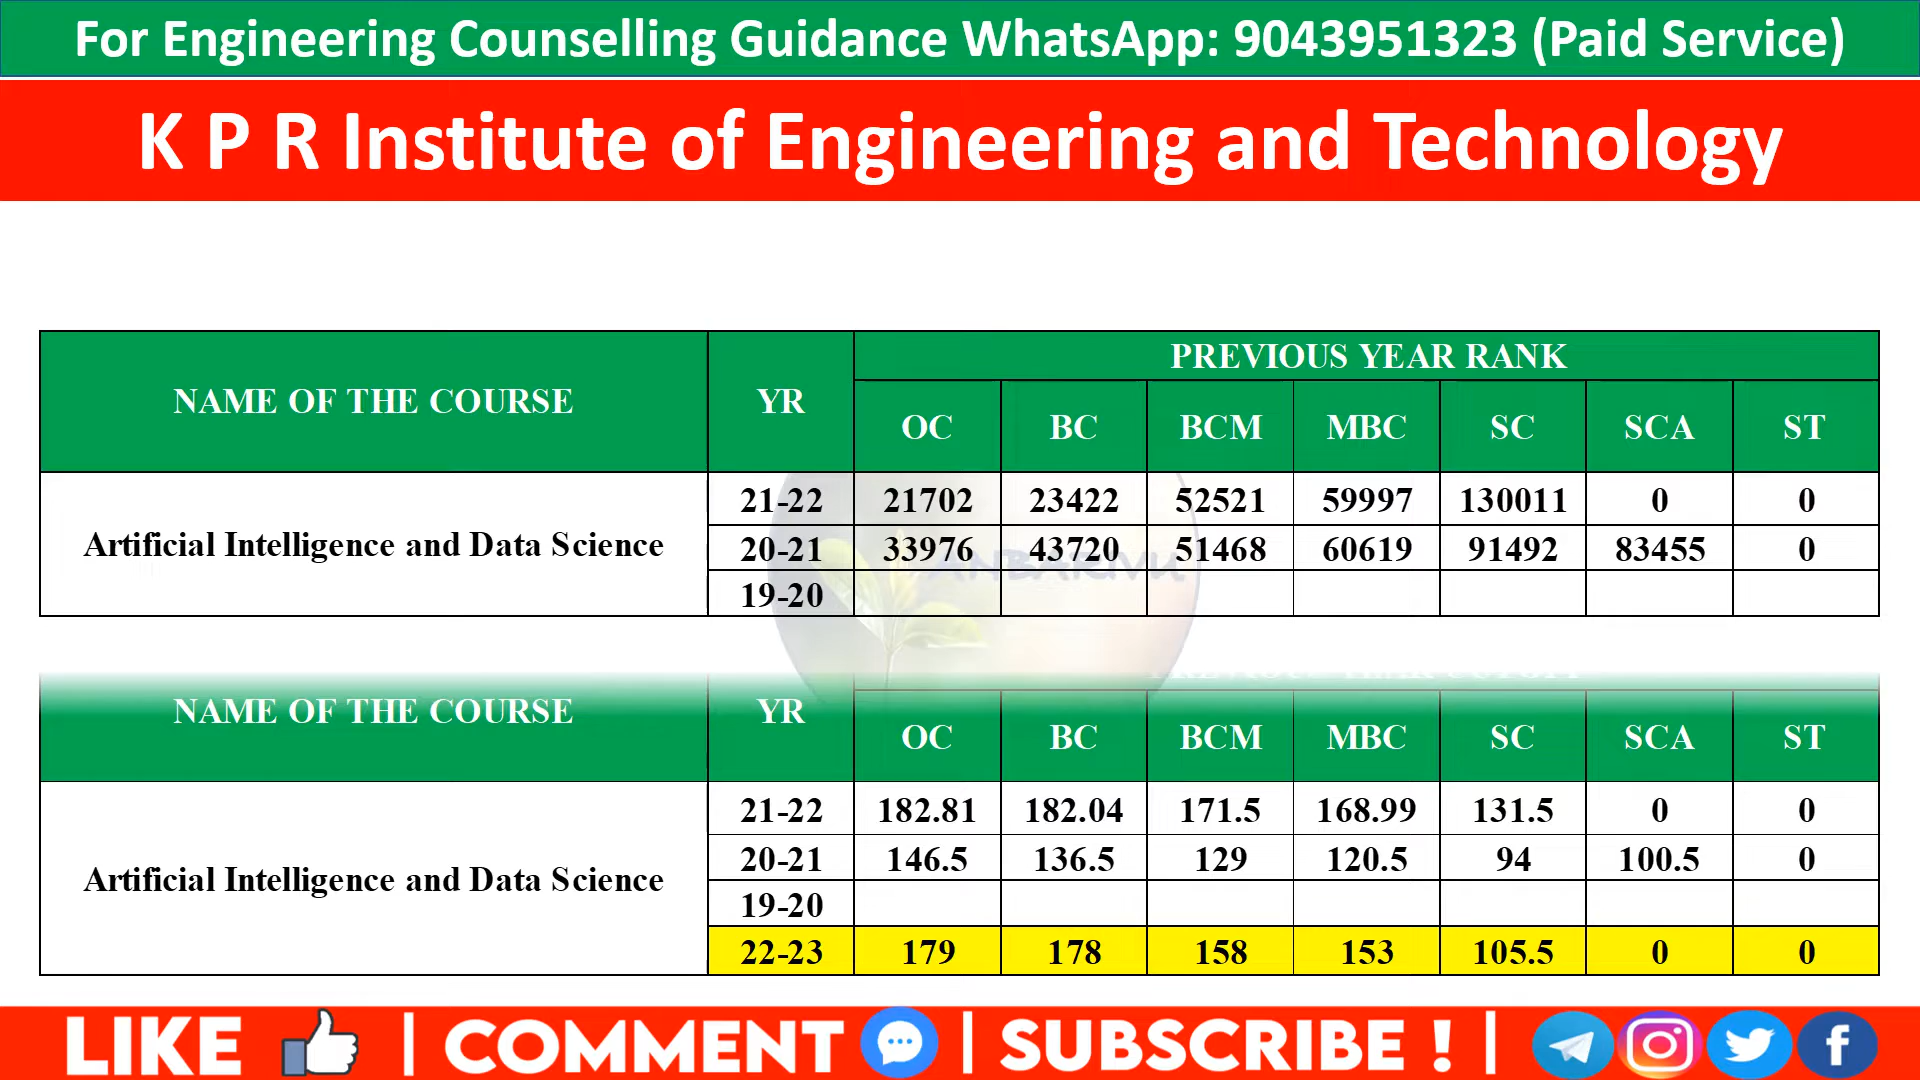 For Engineering Counselling Guidance WhatsApp: 9043951323 (Paid Service)
K P R Institute of Engineering and Technology
NAME OF THE COURSE YR PREVIOUS YEAR RANK
OC BC BCM MBC SC SCA ST
Artificial Intelligence and Data Science
21-22 21702 23422 52521 59997 130011 0 0
20-21 33976 43720 51468 60619 91492 83455 0
19-20
ANBARIVU
NAME OF THE COURSE YR
OC BC BCM MBC SC SCA ST
Artificial Intelligence and Data Science
21-22 182.81 182.04 171.5 168.99 131.5 0 0
20-21 146.5 136.5 129 120.5 94 100.5 0
19-20
22-23 179 178 158 153 105.5 0 0
LIKE | COMMENT | SUBSCRIBE ! |